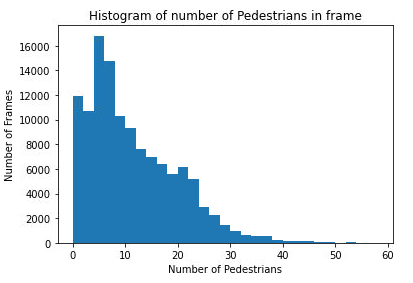 Histogram of number of Pedestrians in frame
16000
14000
12000
10000
8000
6000
4000
2000
0
Number of Frames
0 10 20 30 40 50 60
Number of Pedestrians